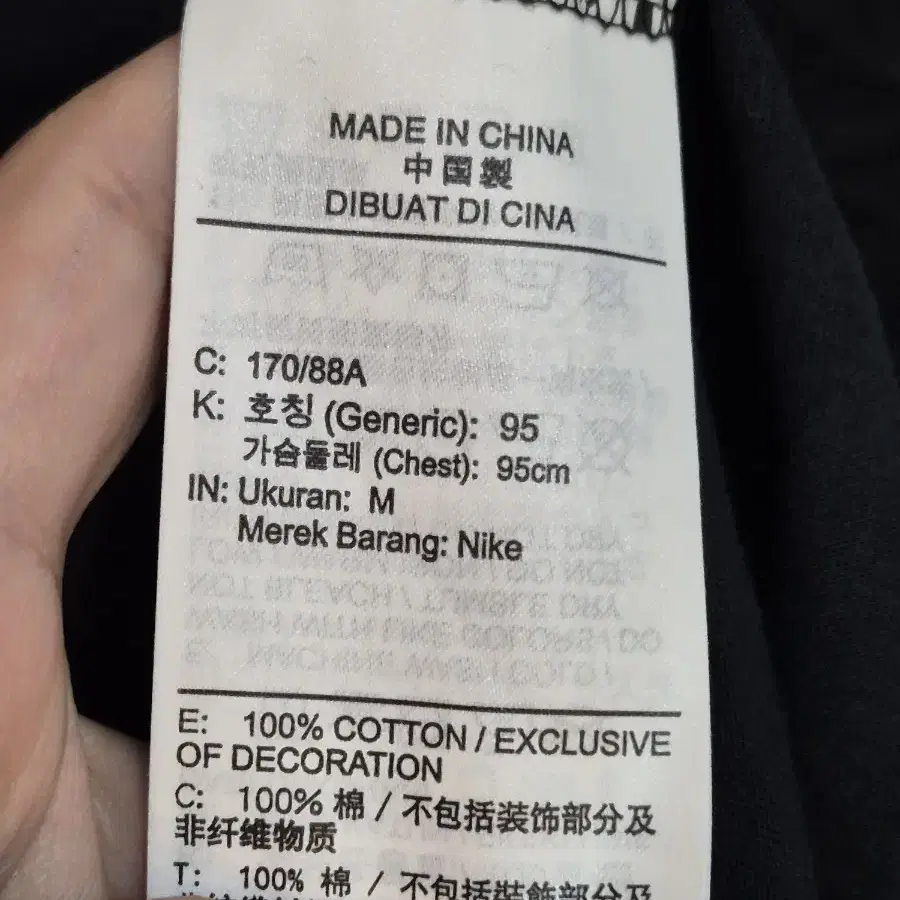 MADE IN CHINA
中国製
DIBUAT DI CINA
C: 170/88A
K: 호칭 (Generic): 95
가슴둘레 (Chest): 95cm
IN: Ukuran: M
Merek Barang: Nike
E: 100% COTTON / EXCLUSIVE
OF DECORATION
C: 100% 棉 / 不包括装饰部分及
非纤维物质
T: 100% 棉 / 不包括裝飾部分及